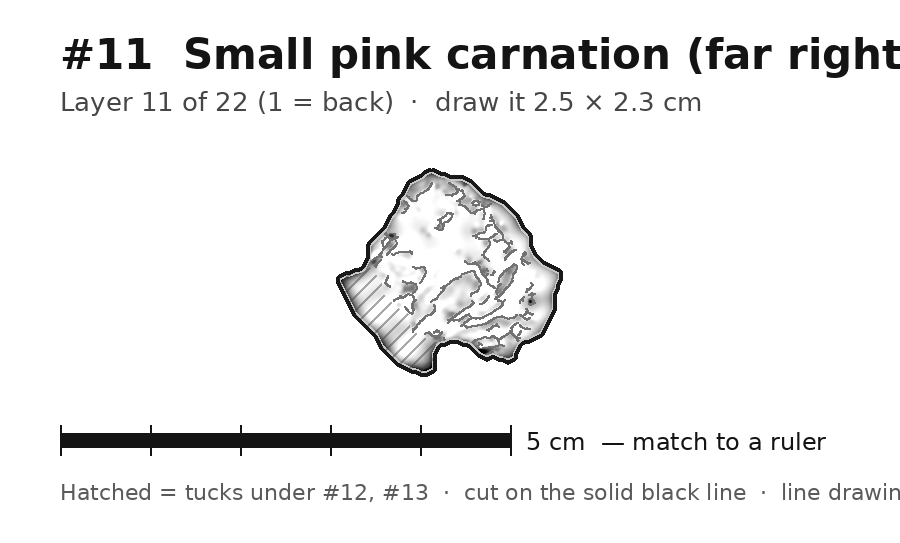 #11 Small pink carnation (far right
Layer 11 of 22 (1 = back) · draw it 2.5 × 2.3 cm
5 cm — match to a ruler
Hatched = tucks under #12, #13 · cut on the solid black line · line drawin